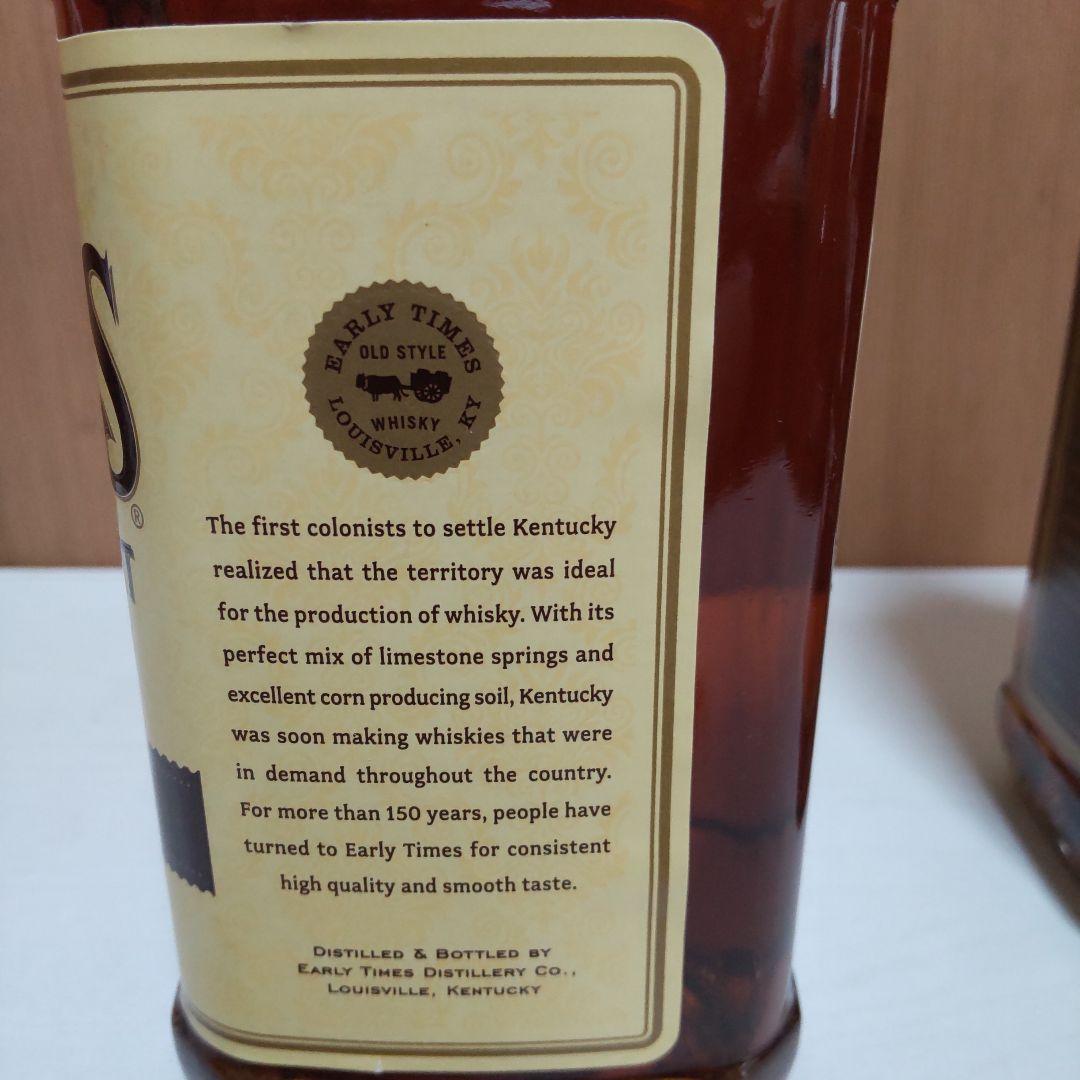 EARLY TIMES
OLD STYLE
WHISKY
LOUISVILLE, KY
S
®
T
The first colonists to settle Kentucky
realized that the territory was ideal
for the production of whisky. With its
perfect mix of limestone springs and
excellent corn producing soil, Kentucky
was soon making whiskies that were
in demand throughout the country.
For more than 150 years, people have
turned to Early Times for consistent
high quality and smooth taste.
DISTILLED & BOTTLED BY
EARLY TIMES DISTILLERY CO.,
LOUISVILLE, KENTUCKY